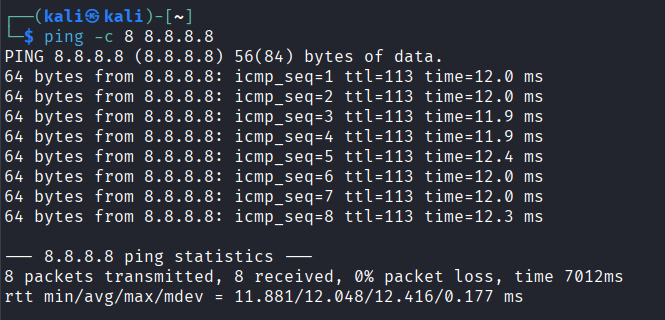 ┌──(kali㉿kali)-[~]
└─$ ping -c 8 8.8.8.8
PING 8.8.8.8 (8.8.8.8) 56(84) bytes of data.
64 bytes from 8.8.8.8: icmp_seq=1 ttl=113 time=12.0 ms
64 bytes from 8.8.8.8: icmp_seq=2 ttl=113 time=12.0 ms
64 bytes from 8.8.8.8: icmp_seq=3 ttl=113 time=11.9 ms
64 bytes from 8.8.8.8: icmp_seq=4 ttl=113 time=11.9 ms
64 bytes from 8.8.8.8: icmp_seq=5 ttl=113 time=12.4 ms
64 bytes from 8.8.8.8: icmp_seq=6 ttl=113 time=12.0 ms
64 bytes from 8.8.8.8: icmp_seq=7 ttl=113 time=12.0 ms
64 bytes from 8.8.8.8: icmp_seq=8 ttl=113 time=12.3 ms

--- 8.8.8.8 ping statistics ---
8 packets transmitted, 8 received, 0% packet loss, time 7012ms
rtt min/avg/max/mdev = 11.881/12.048/12.416/0.177 ms